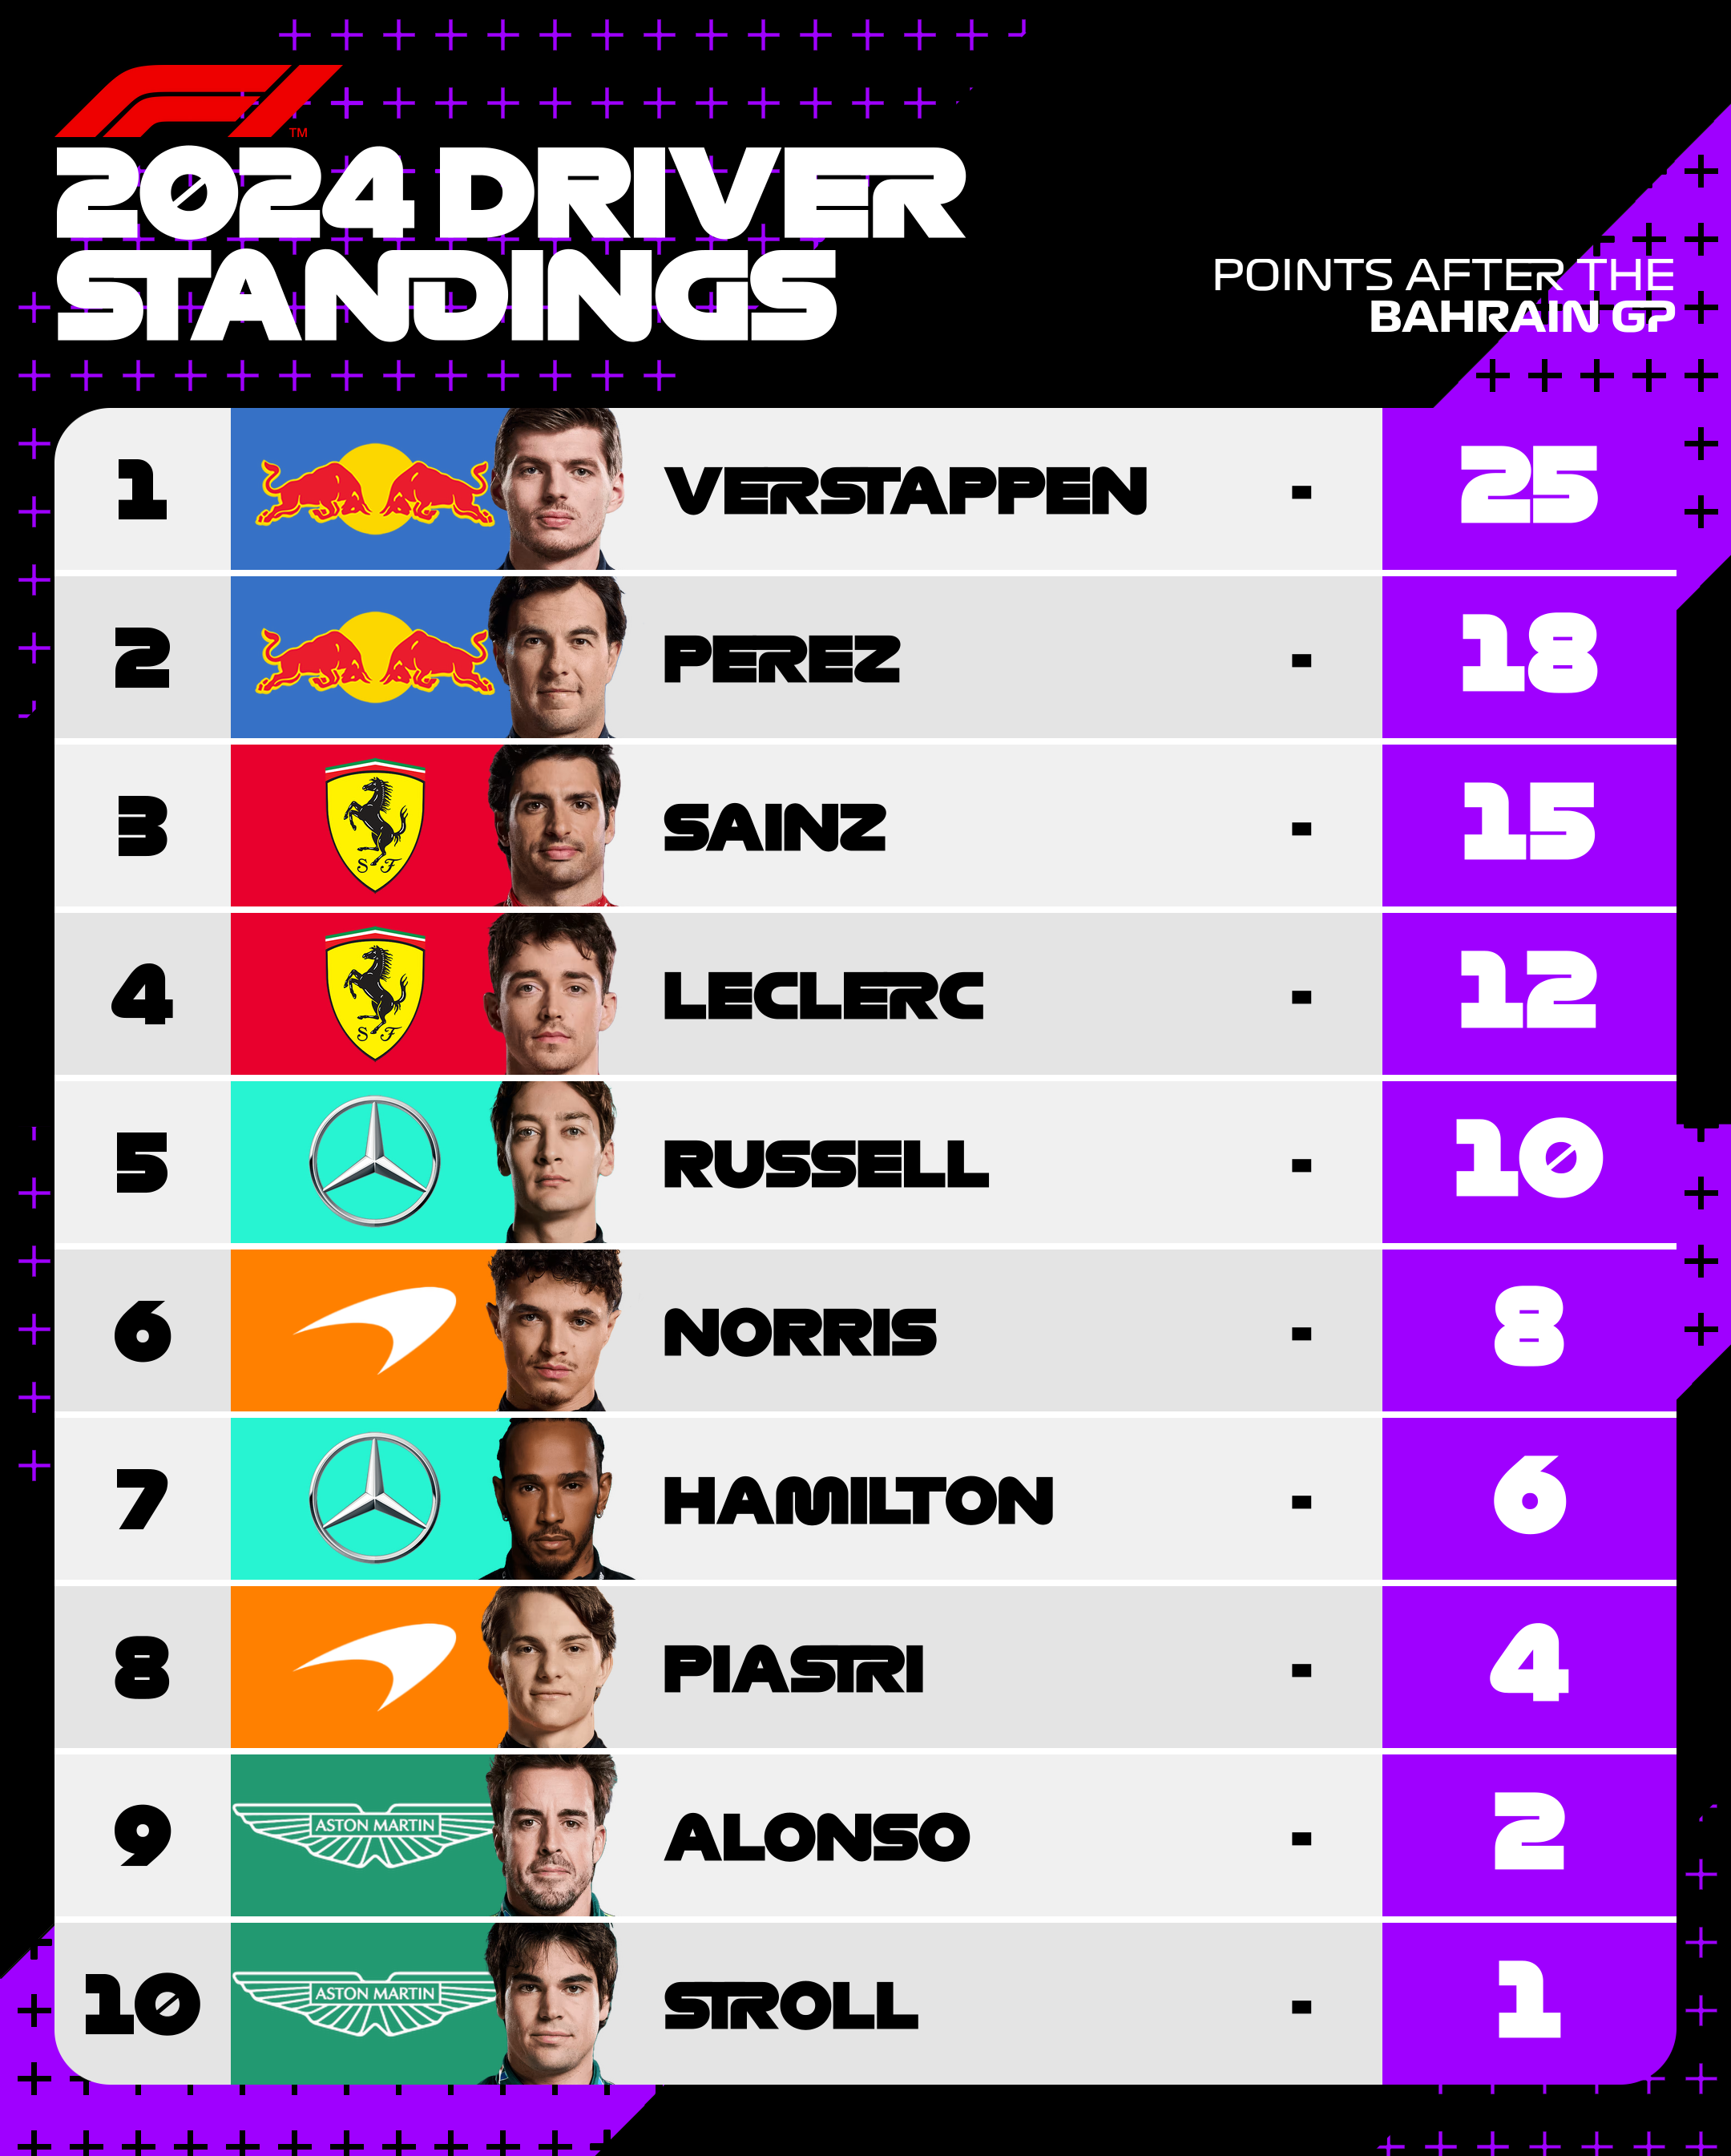 F1 TM
2024 DRIVER
STANDINGS
POINTS AFTER THE
BAHRAIN GP
1 VERSTAPPEN - 25
2 PEREZ - 18
3 S F SAINZ - 15
4 S F LECLERC - 12
5 RUSSELL - 10
6 NORRIS - 8
7 HAMILTON - 6
8 PIASTRI - 4
9 ASTON MARTIN ALONSO - 2
10 ASTON MARTIN STROLL - 1